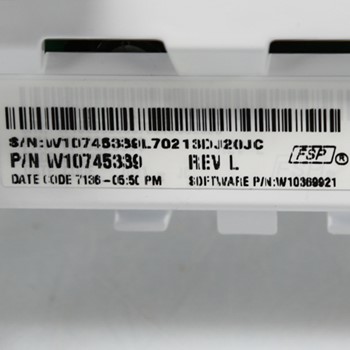 S/N:W10745339L70213DJ20JC
P/N W10745339 REV L FSP ®
DATE CODE 7136-05:50 PM SOFTWARE P/N:W10369921